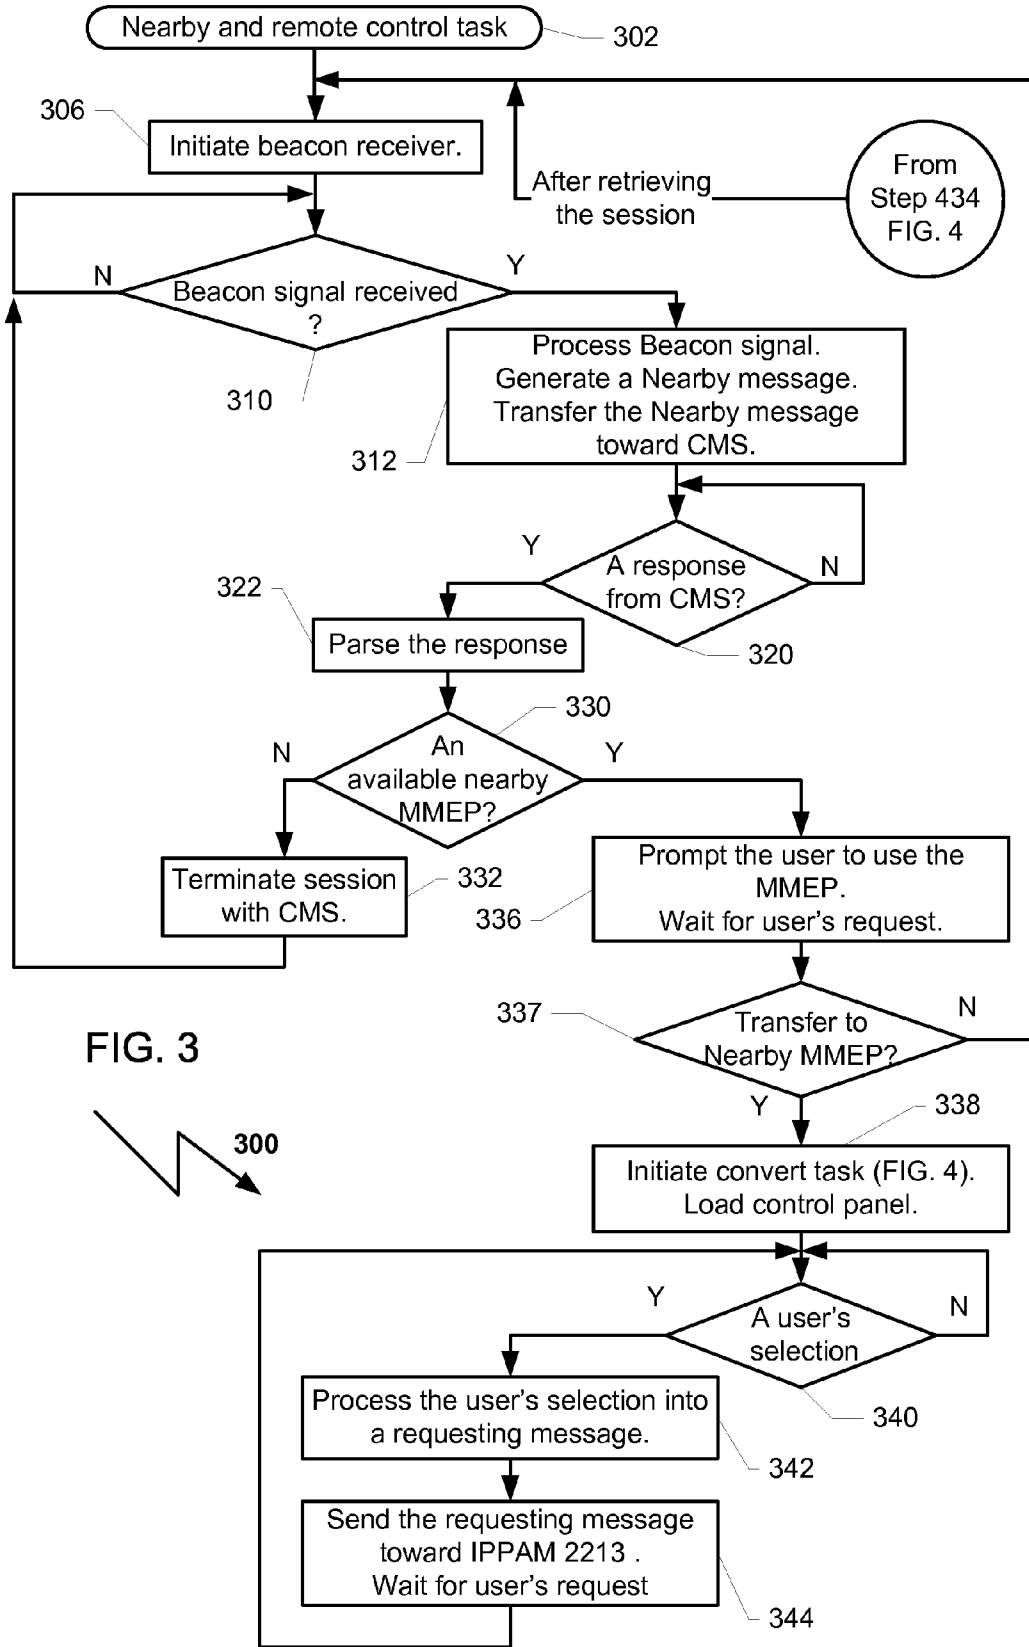 Nearby and remote control task
302
306
Initiate beacon receiver.
After retrieving
the session
From
Step 434
FIG. 4
N
Y
Beacon signal received
?
310
Process Beacon signal.
Generate a Nearby message.
Transfer the Nearby message
toward CMS.
312
Y
A response
from CMS?
N
320
322
Parse the response
330
N
An
available nearby
MMEP?
Y
Terminate session
with CMS.
332
Prompt the user to use the
MMEP.
Wait for user's request.
336
337
Transfer to
Nearby MMEP?
N
Y
FIG. 3
300
338
Initiate convert task (FIG. 4).
Load control panel.
Y
A user's
selection
N
340
Process the user's selection into
a requesting message.
342
Send the requesting message
toward IPPAM 2213 .
Wait for user's request
344